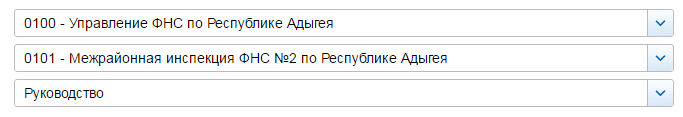 0100 - Управление ФНС по Республике Адыгея
0101 - Межрайонная инспекция ФНС №2 по Республике Адыгея
Руководство